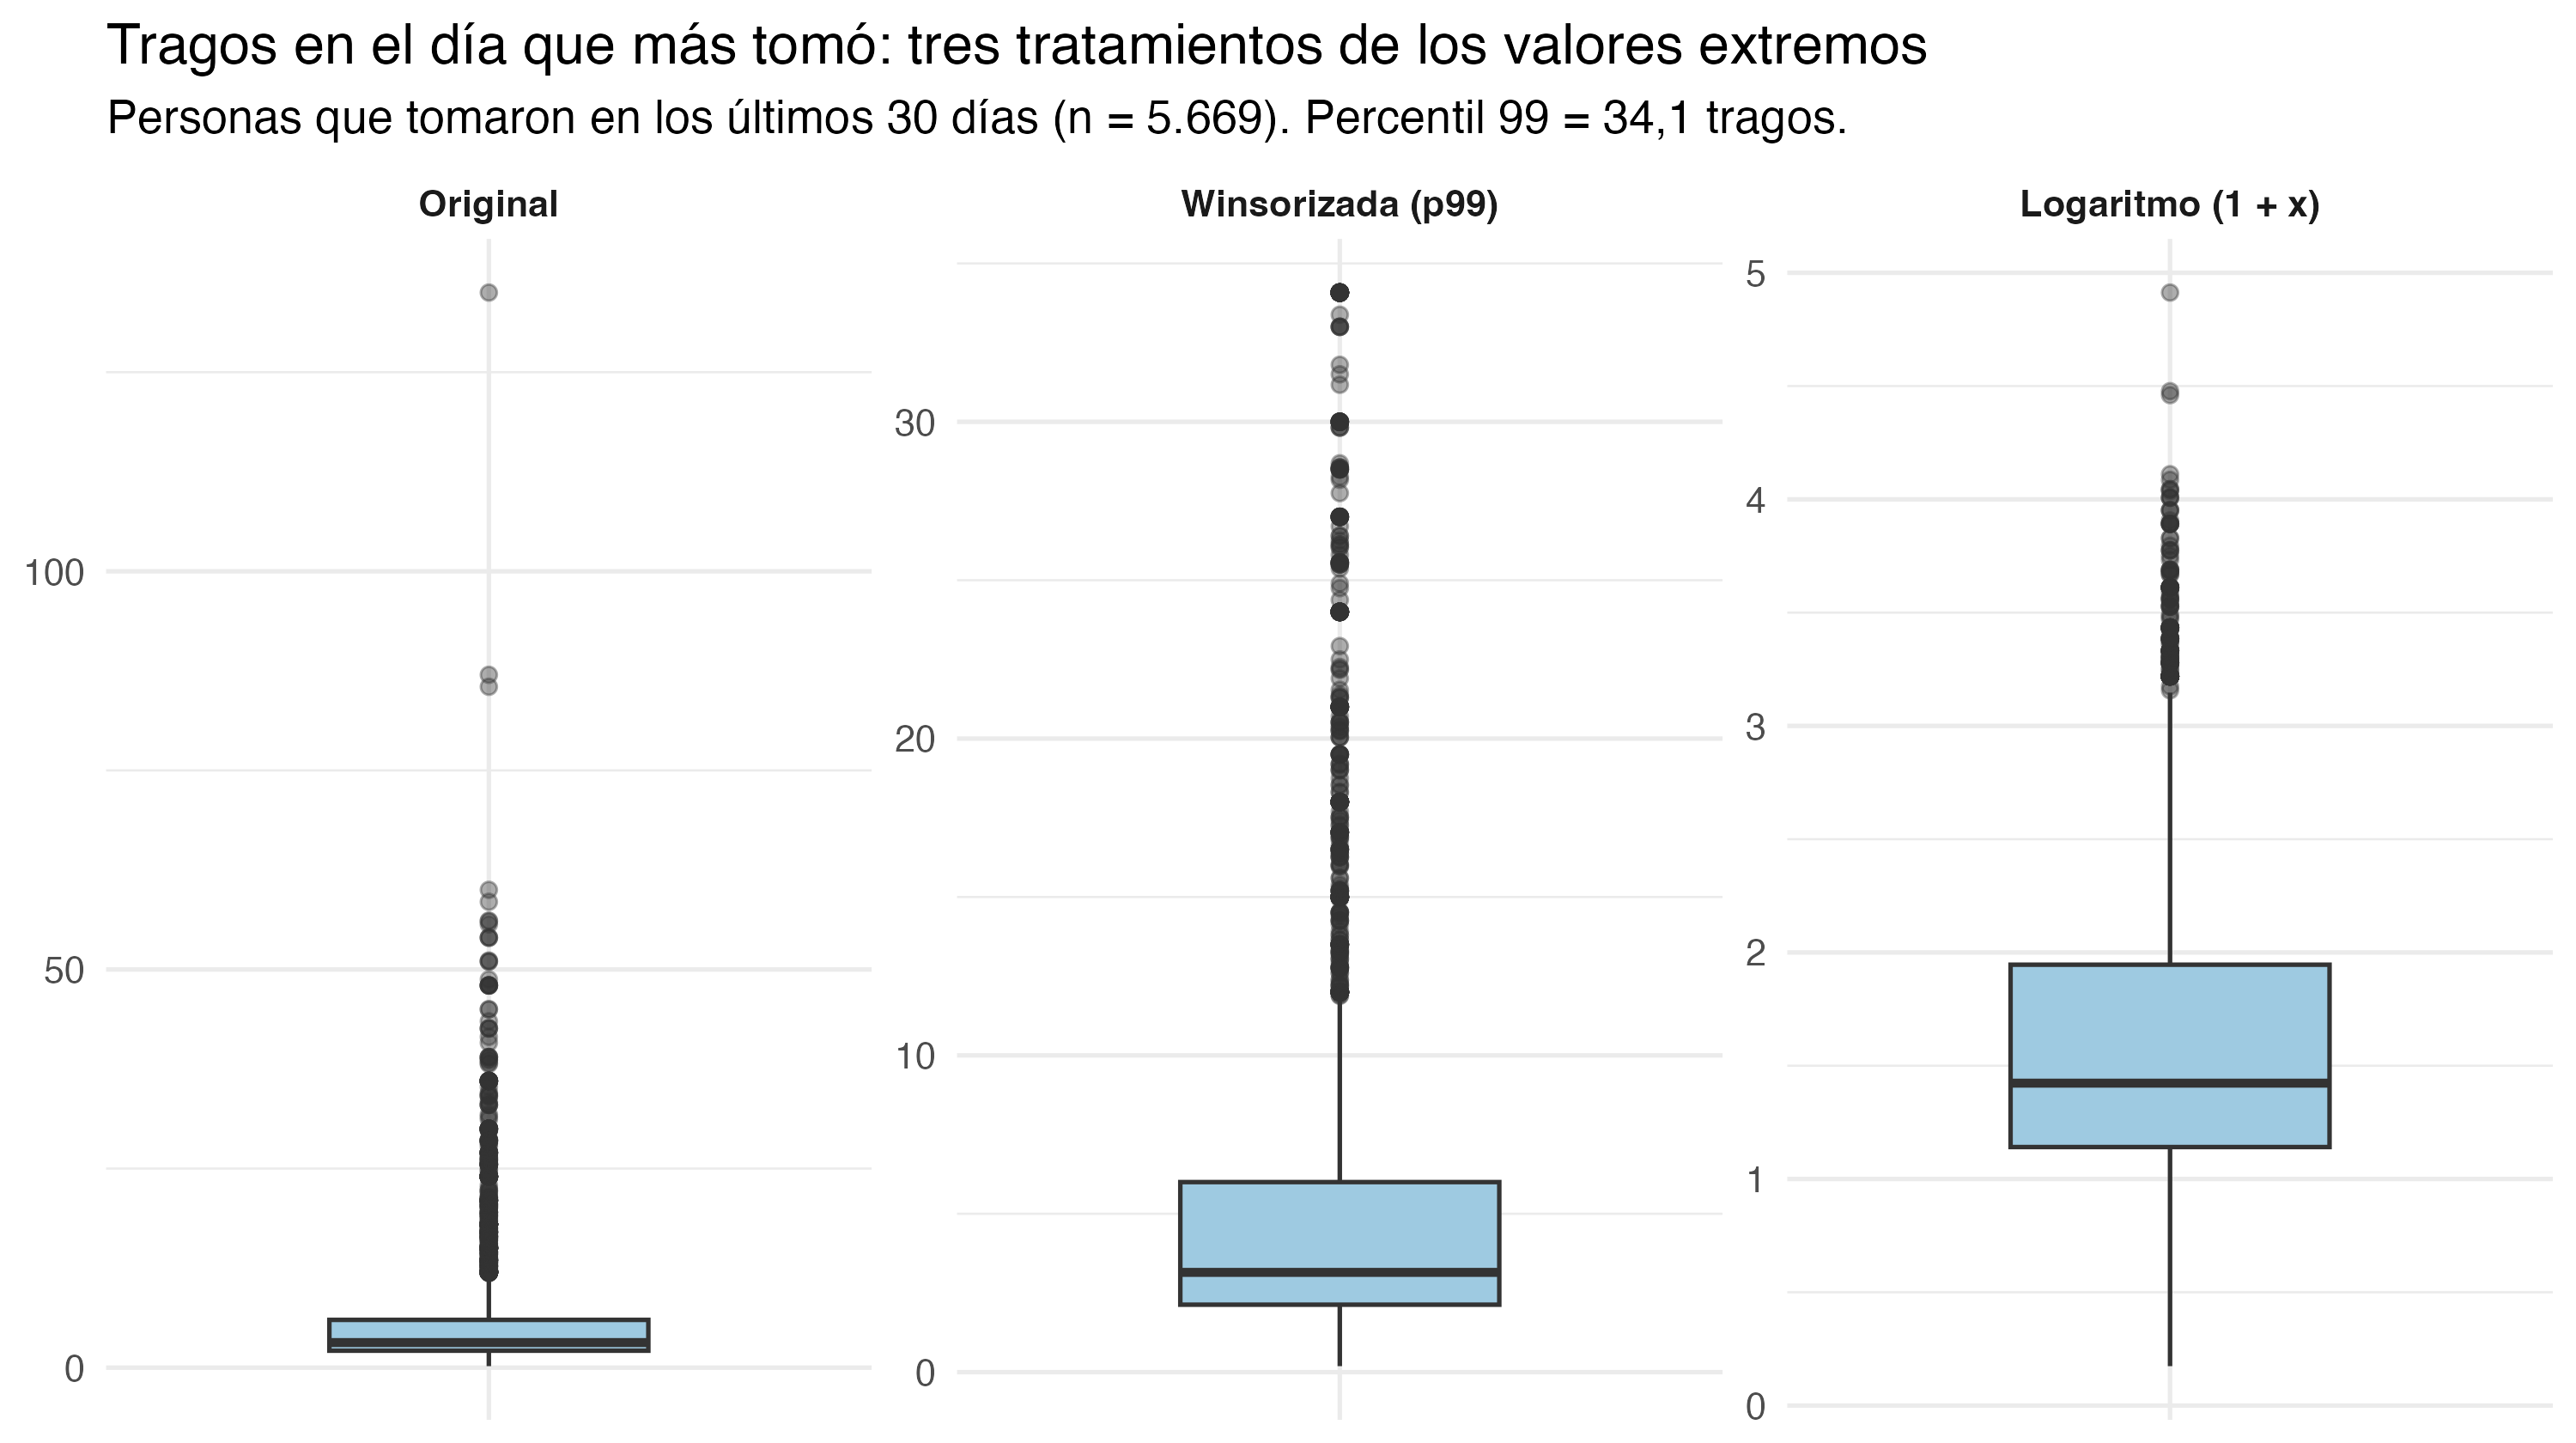 Tragos en el día que más tomó: tres tratamientos de los valores extremos
Personas que tomaron en los últimos 30 días (n = 5.669). Percentil 99 = 34,1 tragos.
Original
Winsorizada (p99)
Logaritmo (1 + x)
100
50
0
30
20
10
0
5
4
3
2
1
0